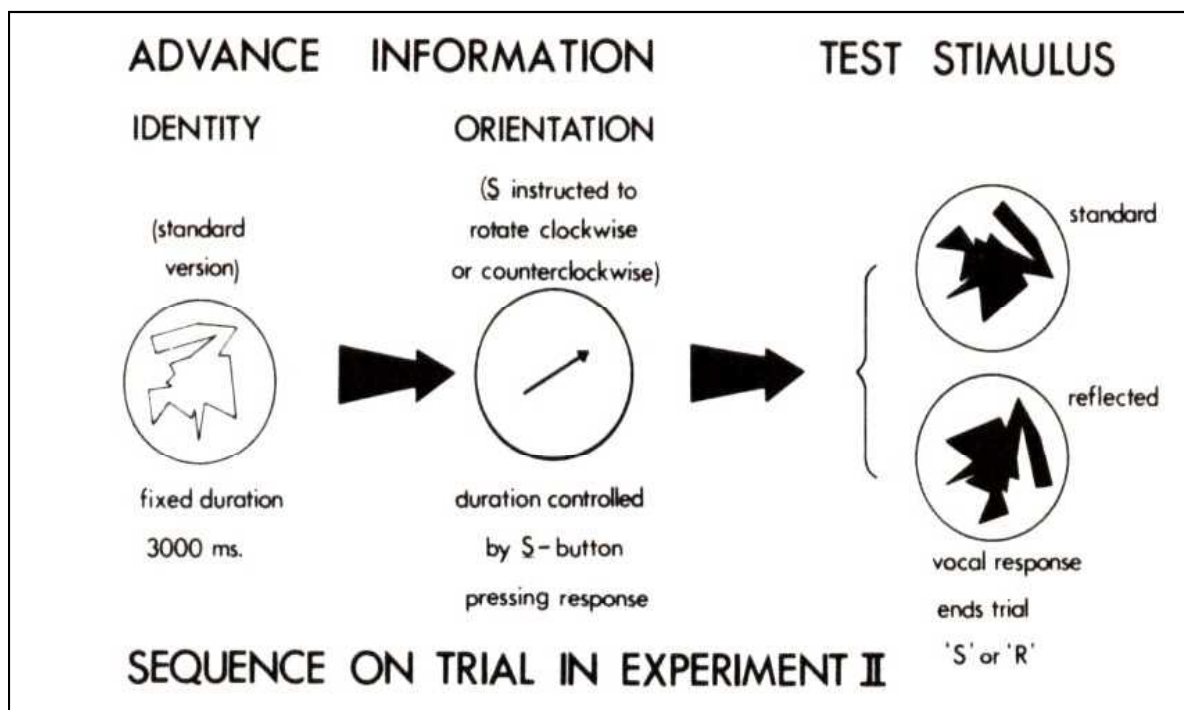 ADVANCE INFORMATION
IDENTITY
(standard
version)
fixed duration
3000 ms.
ORIENTATION
(S instructed to
rotate clockwise
or counterclockwise)
duration controlled
by S-button
pressing response
TEST STIMULUS
standard
reflected
vocal response
ends trial
'S' or 'R'
SEQUENCE ON TRIAL IN EXPERIMENT II